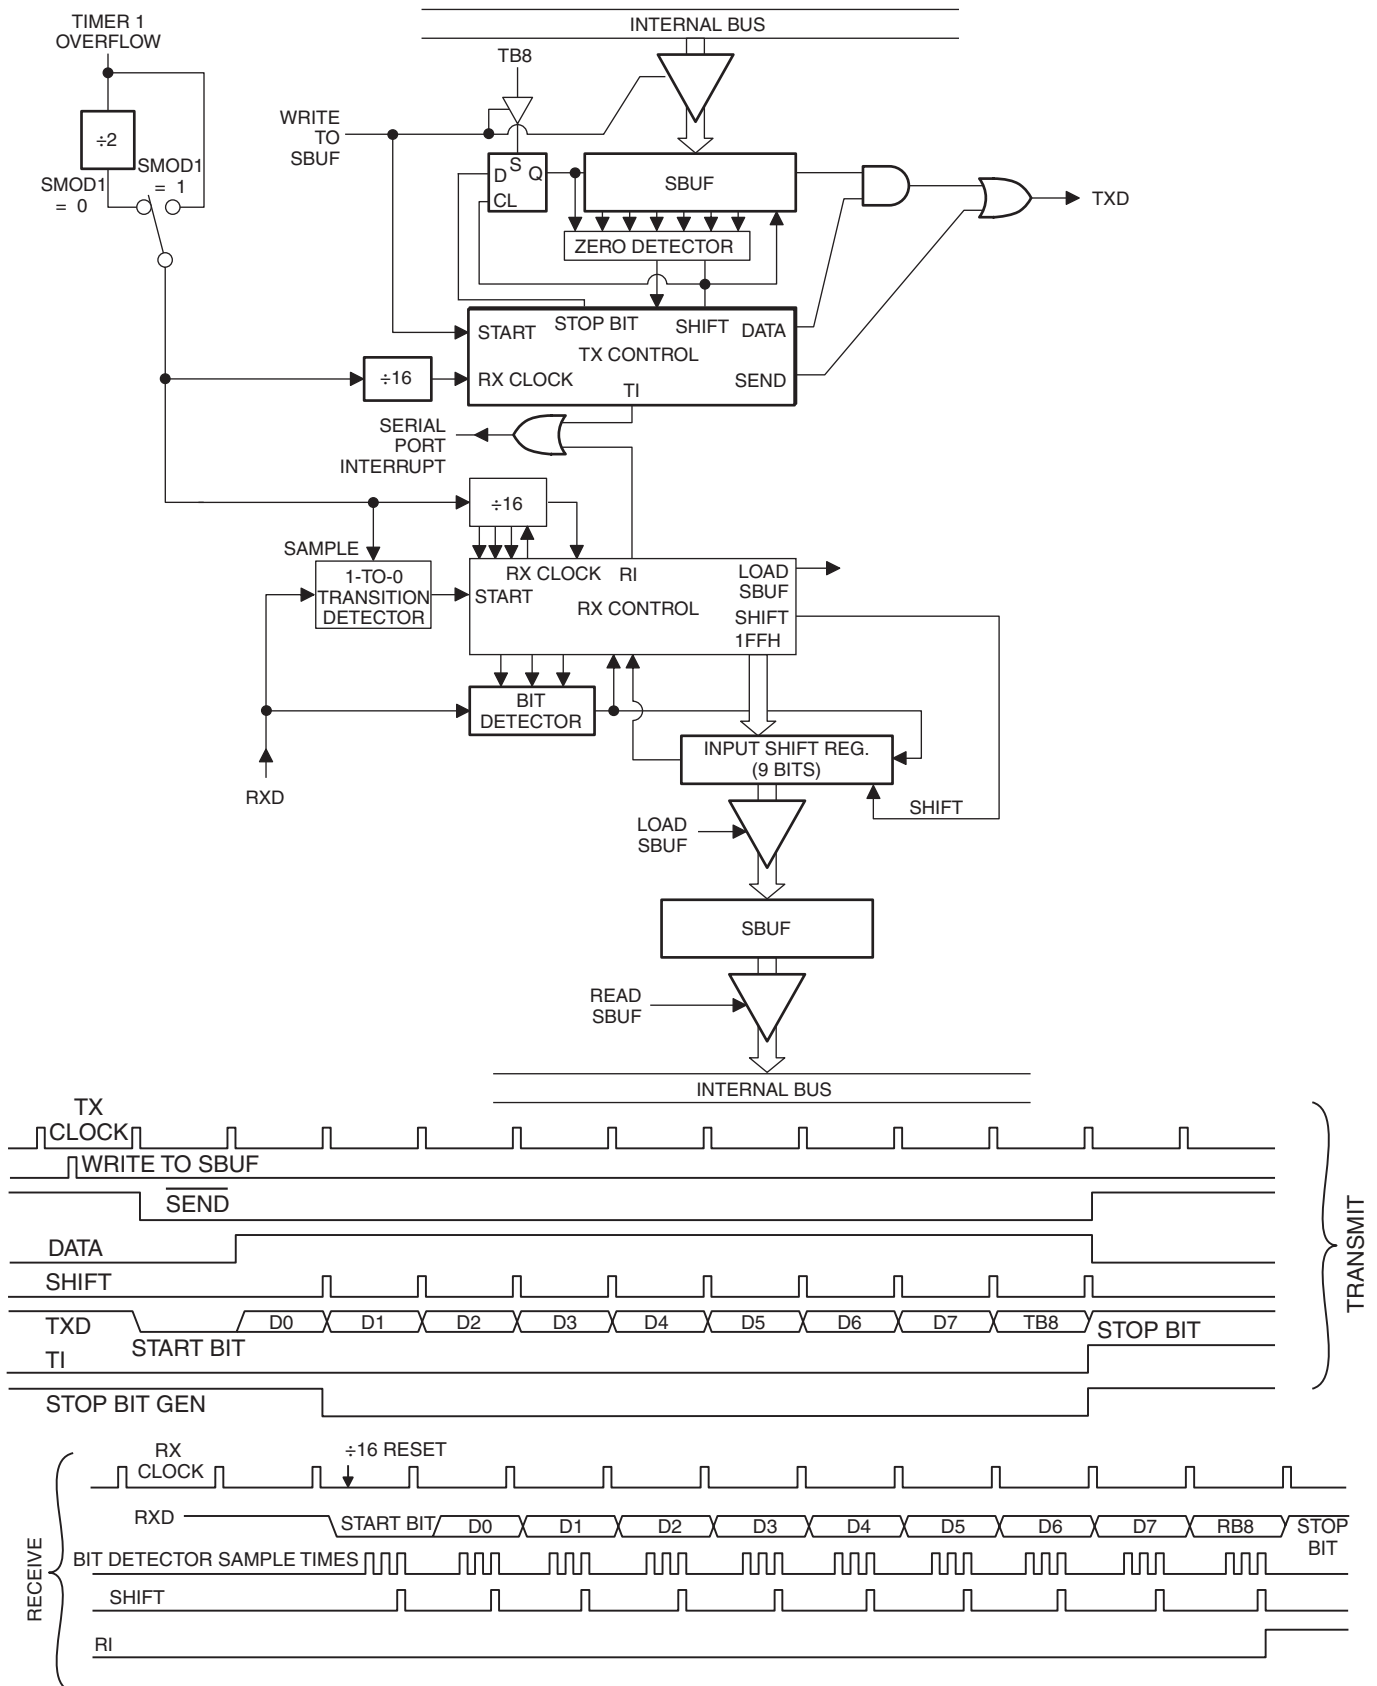 TIMER 1
OVERFLOW
INTERNAL BUS
TB8
WRITE
TO
SBUF
÷2
SMOD1
= 1
SMOD1
= 0
S
D
Q
CL
SBUF
TXD
ZERO DETECTOR
STOP BIT
SHIFT
DATA
START
TX CONTROL
RX CLOCK
SEND
TI
÷16
SERIAL
PORT
INTERRUPT
÷16
SAMPLE
1-TO-0
TRANSITION
DETECTOR
RX CLOCK
RI
LOAD
SBUF
START
RX CONTROL
SHIFT
1FFH
BIT
DETECTOR
INPUT SHIFT REG.
(9 BITS)
RXD
SHIFT
LOAD
SBUF
SBUF
READ
SBUF
INTERNAL BUS
TX
CLOCK
WRITE TO SBUF
SEND
DATA
SHIFT
TXD
START BIT
D0
D1
D2
D3
D4
D5
D6
D7
TB8
STOP BIT
TI
STOP BIT GEN
TRANSMIT
RX
CLOCK
÷16 RESET
RXD
START BIT
D0
D1
D2
D3
D4
D5
D6
D7
RB8
STOP
BIT
BIT DETECTOR SAMPLE TIMES
SHIFT
RI
RECEIVE